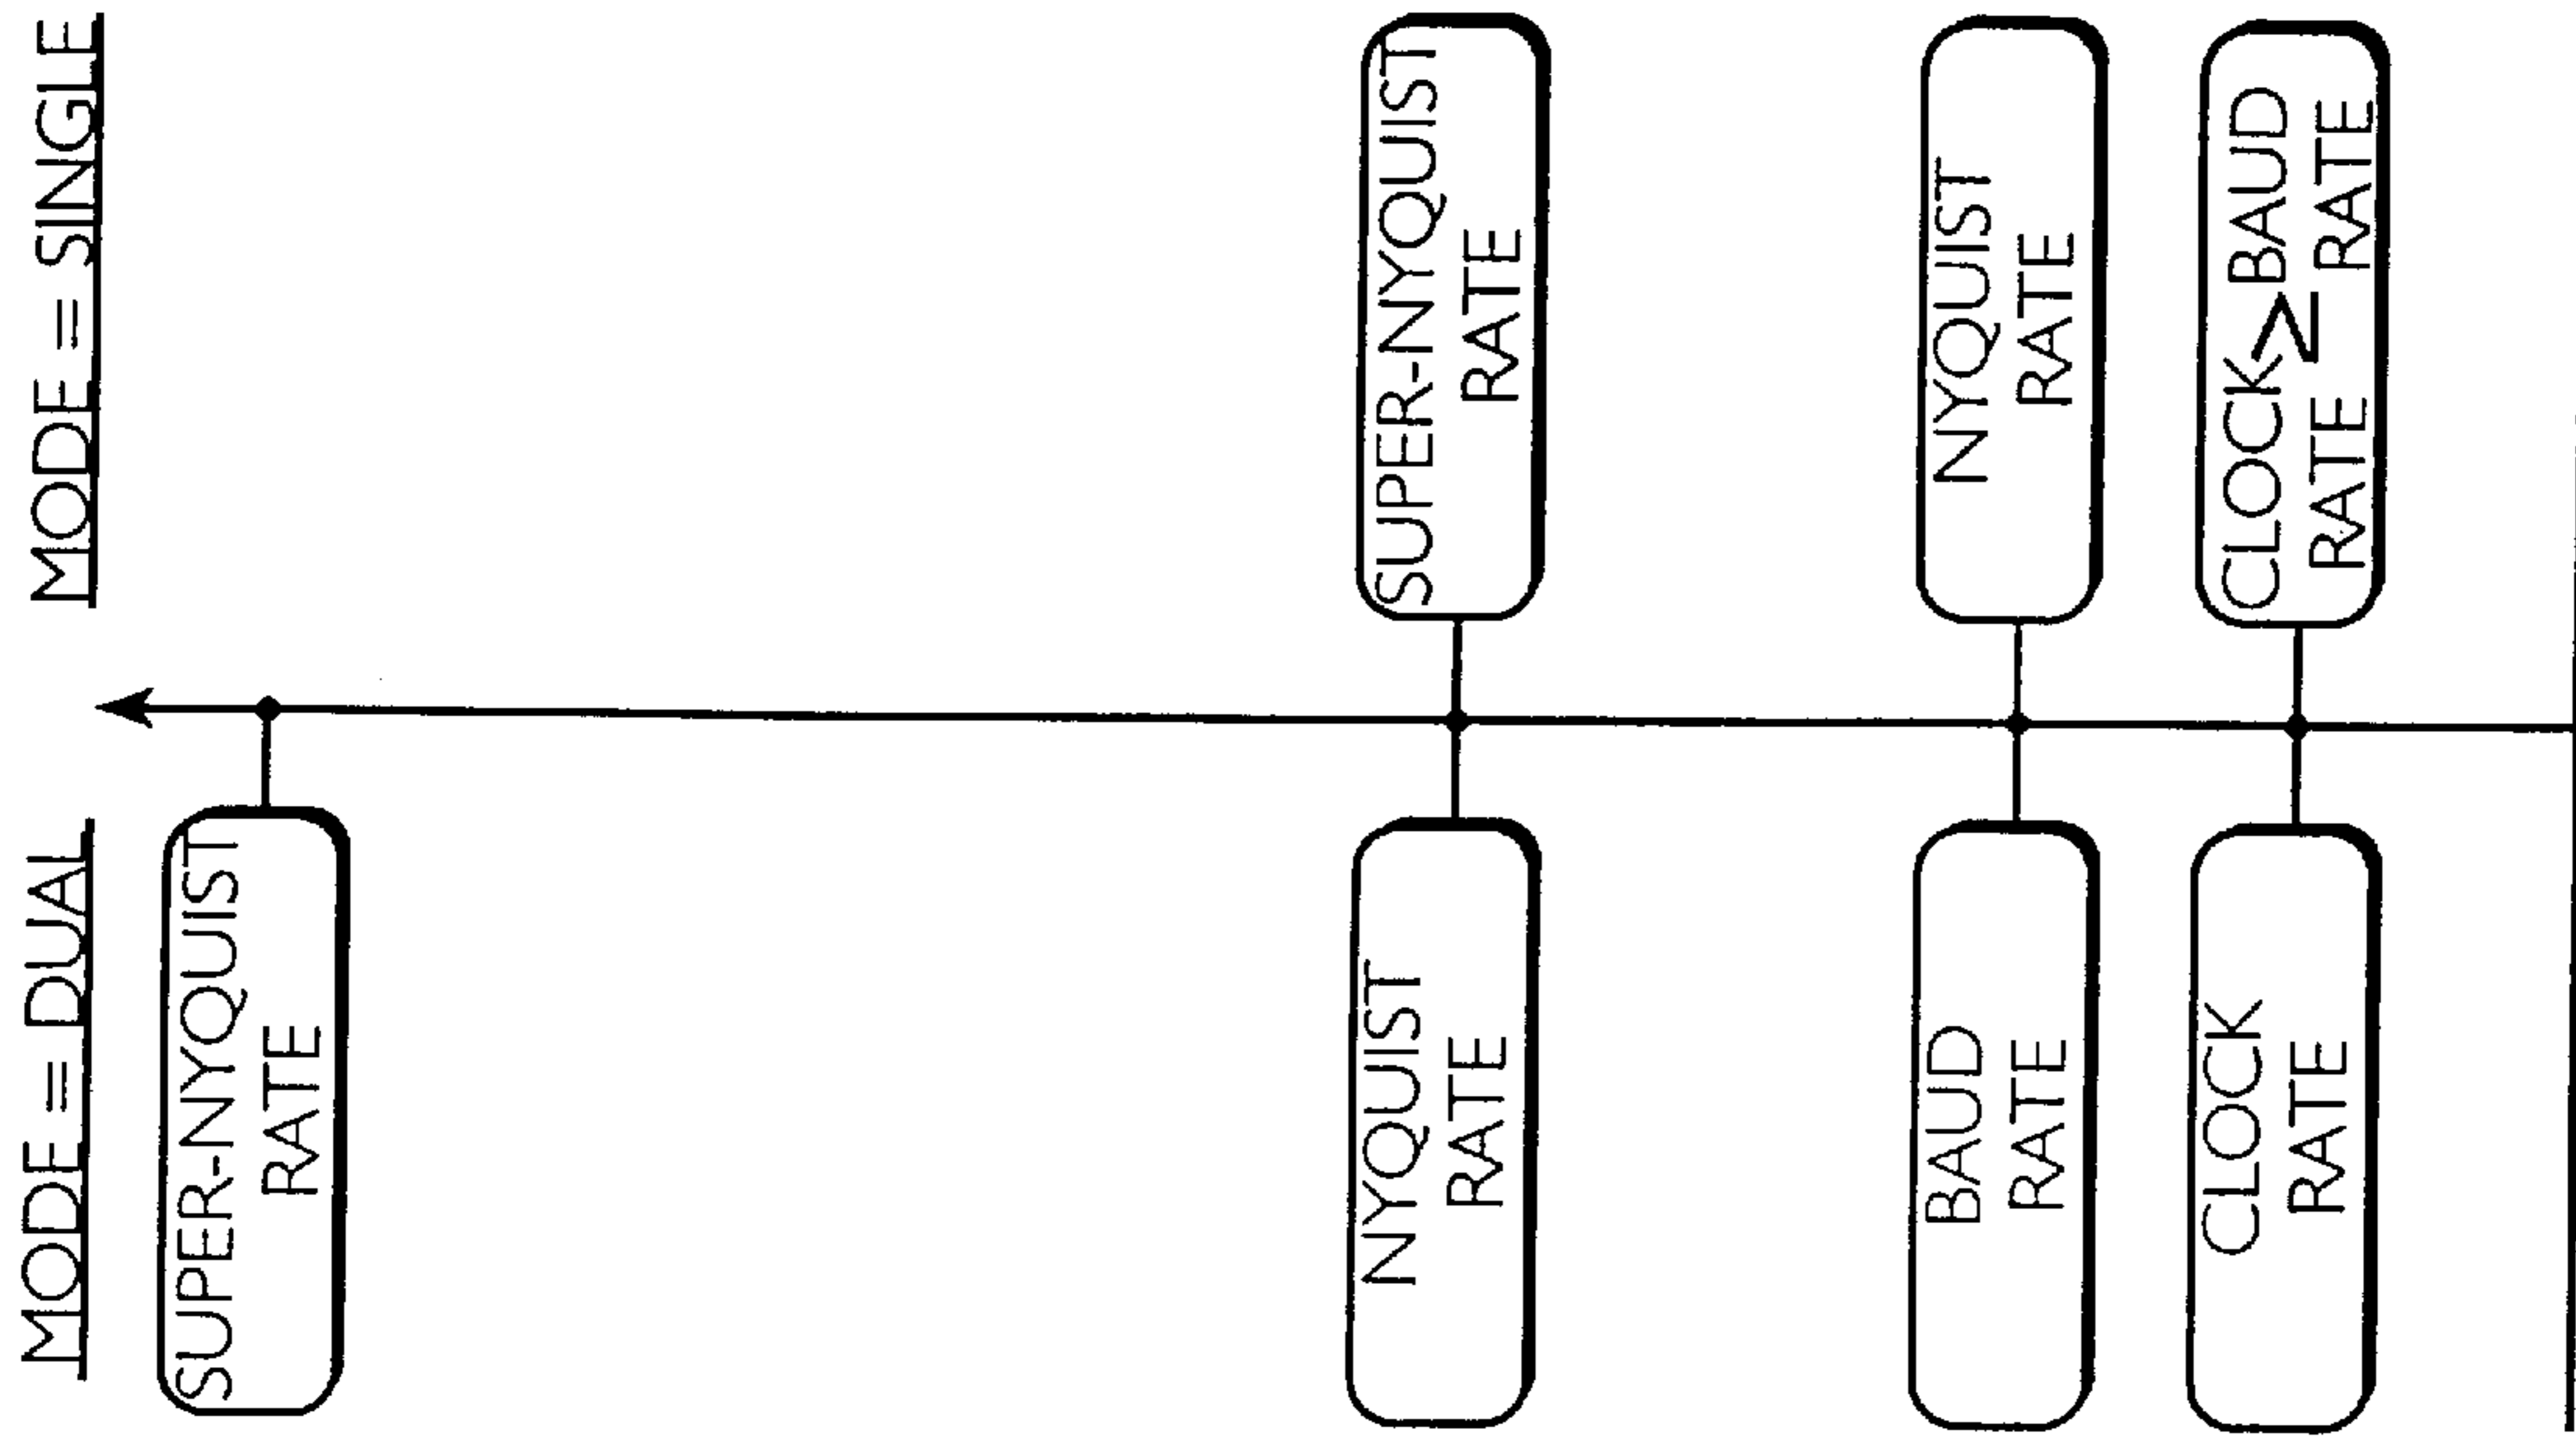 MODE = DUAL
MODE = SINGLE
SUPER-NYQUIST
RATE
NYQUIST
RATE
SUPER-NYQUIST
RATE
BAUD
RATE
NYQUIST
RATE
CLOCK
RATE
CLOCK ≥ BAUD
RATE RATE